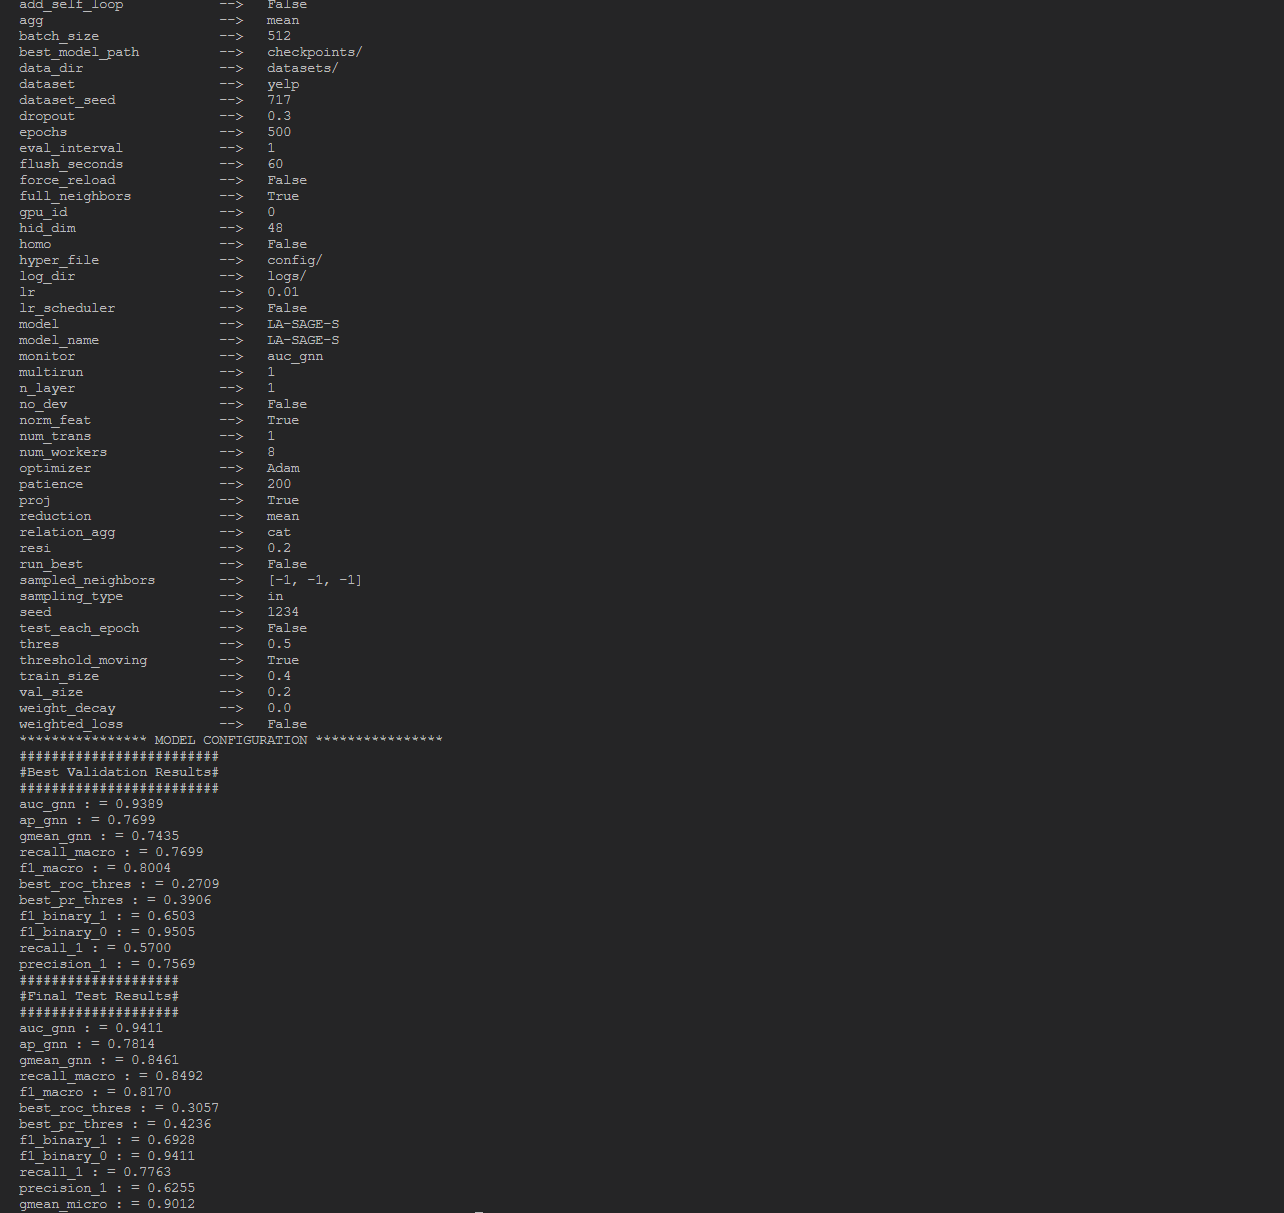 add_self_loop --> False
agg --> mean
batch_size --> 512
best_model_path --> checkpoints/
data_dir --> datasets/
dataset --> yelp
dataset_seed --> 717
dropout --> 0.3
epochs --> 500
eval_interval --> 1
flush_seconds --> 60
force_reload --> False
full_neighbors --> True
gpu_id --> 0
hid_dim --> 48
homo --> False
hyper_file --> config/
log_dir --> logs/
lr --> 0.01
lr_scheduler --> False
model --> LA-SAGE-S
model_name --> LA-SAGE-S
monitor --> auc_gnn
multirun --> 1
n_layer --> 1
no_dev --> False
norm_feat --> True
num_trans --> 1
num_workers --> 8
optimizer --> Adam
patience --> 200
proj --> True
reduction --> mean
relation_agg --> cat
resi --> 0.2
run_best --> False
sampled_neighbors --> [-1, -1, -1]
sampling_type --> in
seed --> 1234
test_each_epoch --> False
thres --> 0.5
threshold_moving --> True
train_size --> 0.4
val_size --> 0.2
weight_decay --> 0.0
weighted_loss --> False
**************** MODEL CONFIGURATION ****************
#########################
#Best Validation Results#
#########################
auc_gnn : = 0.9389
ap_gnn : = 0.7699
gmean_gnn : = 0.7435
recall_macro : = 0.7699
f1_macro : = 0.8004
best_roc_thres : = 0.2709
best_pr_thres : = 0.3906
f1_binary_1 : = 0.6503
f1_binary_0 : = 0.9505
recall_1 : = 0.5700
precision_1 : = 0.7569
####################
#Final Test Results#
####################
auc_gnn : = 0.9411
ap_gnn : = 0.7814
gmean_gnn : = 0.8461
recall_macro : = 0.8492
f1_macro : = 0.8170
best_roc_thres : = 0.3057
best_pr_thres : = 0.4236
f1_binary_1 : = 0.6928
f1_binary_0 : = 0.9411
recall_1 : = 0.7763
precision_1 : = 0.6255
gmean_micro : = 0.9012